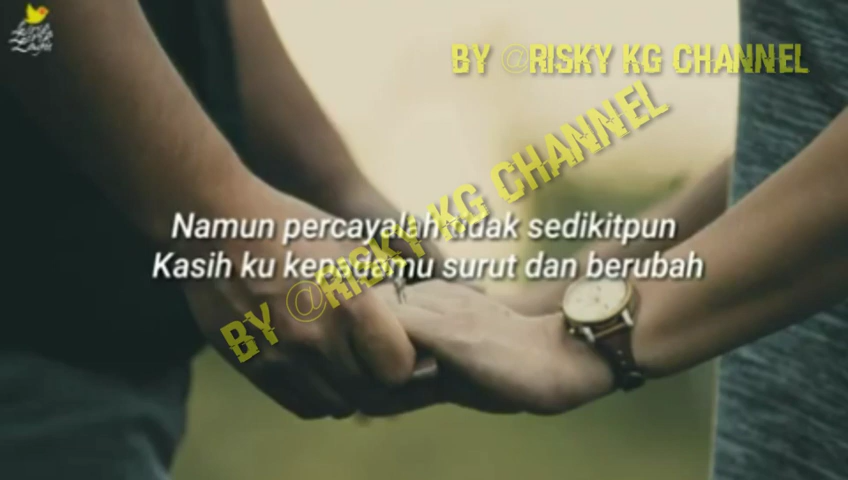 BY @RISKY KG CHANNEL
BY @RISKY KG CHANNEL
Namun percayalah tidak sedikitpun
Kasih ku kepadamu surut dan berubah